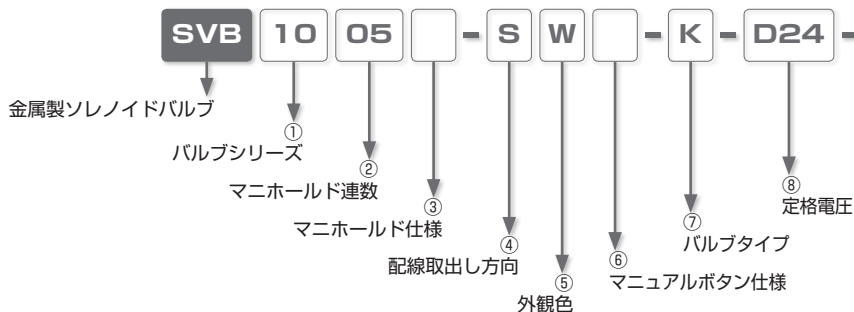 SVB 10 05 - S W - K - D24 -
金属製ソレノイドバルブ
①
バルブシリーズ
②
マニホールド連数
③
マニホールド仕様
④
配線取出し方向
⑤
外観色
⑥
マニュアルボタン仕様
⑦
バルブタイプ
⑧
定格電圧